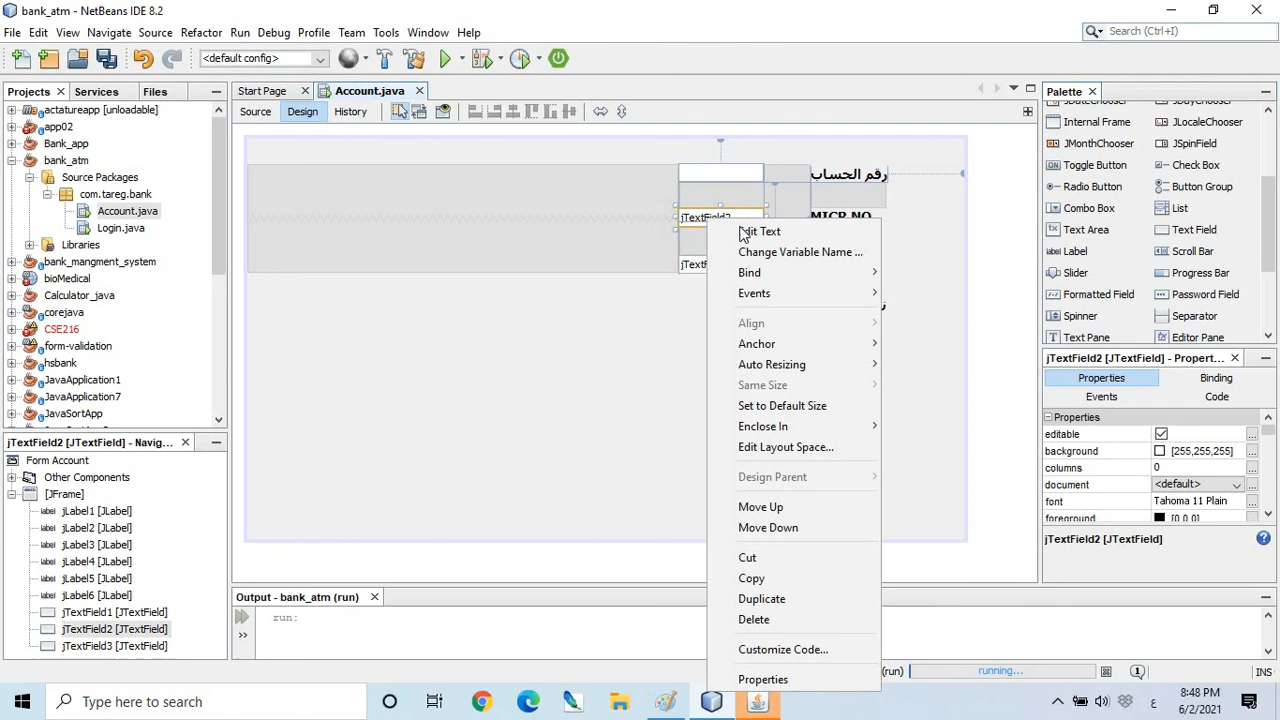 bank_atm - NetBeans IDE 8.2
File Edit View Navigate Source Refactor Run Debug Profile Team Tools Window Help
Search (Ctrl+I)
<default config>
Projects Services Files
actatureapp [unloadable]
app02
Bank_app
bank_atm
Source Packages
com.tareg.bank
Account.java
Login.java
Libraries
bank_mangment_system
bioMedical
Calculator_java
corejava
CSE216
form-validation
hsbank
JavaApplication1
JavaApplication7
JavaSortApp
jTextField2 [JTextField] - Navig...
Form Account
Other Components
[JFrame]
jLabel1 [JLabel]
jLabel2 [JLabel]
jLabel3 [JLabel]
jLabel4 [JLabel]
jLabel5 [JLabel]
jLabel6 [JLabel]
jTextField1 [JTextField]
jTextField2 [JTextField]
jTextField3 [JTextField]
Start Page Account.java
Source Design History
رقم الحساب
jTextField2 MICR NO
jTextF
Edit Text
Change Variable Name ...
Bind
Events
Align
Anchor
Auto Resizing
Same Size
Set to Default Size
Enclose In
Edit Layout Space...
Design Parent
Move Up
Move Down
Cut
Copy
Duplicate
Delete
Customize Code...
Properties
Output - bank_atm (run)
run:
(run) running... 1 INS
Palette
Internal Frame JLocaleChooser
JMonthChooser JSpinField
Toggle Button Check Box
Radio Button Button Group
Combo Box List
Text Area Text Field
Label Scroll Bar
Slider Progress Bar
Formatted Field Password Field
Spinner Separator
Text Pane Editor Pane
jTextField2 [JTextField] - Propert...
Properties Binding
Events Code
Properties
editable
background [255,255,255]
columns 0
document <default>
font Tahoma 11 Plain
foreground [0,0,0]
jTextField2 [JTextField]
Type here to search
ع
8:48 PM
6/2/2021